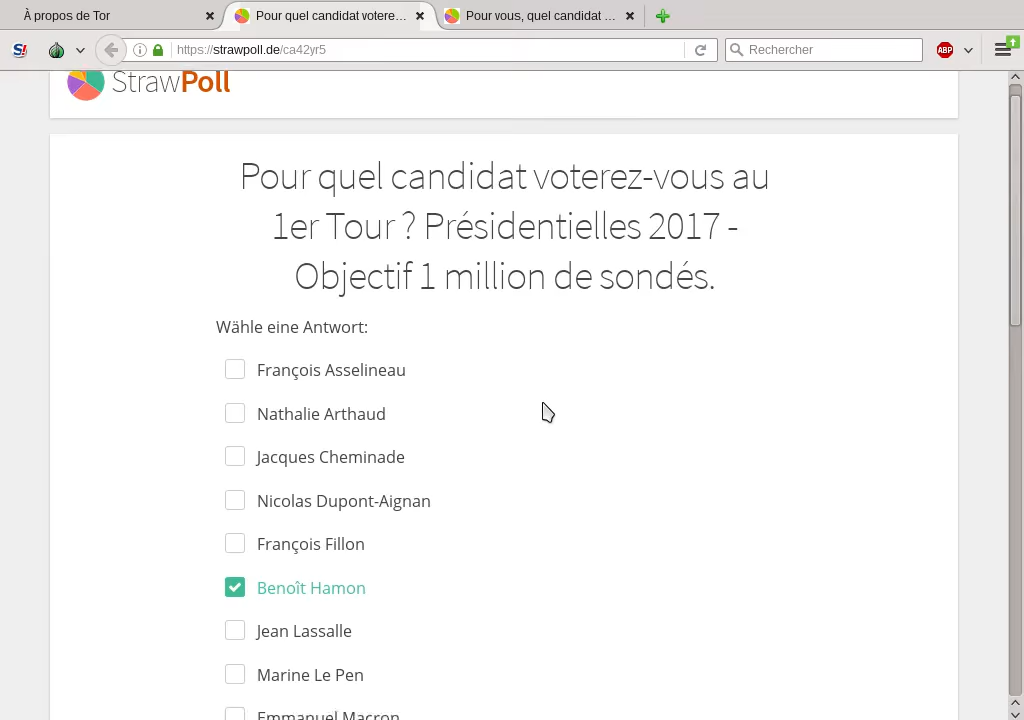 À propos de Tor
Pour quel candidat votere...
Pour vous, quel candidat ...
S!
https://strawpoll.de/ca42yr5
Rechercher
ABP
StrawPoll
Pour quel candidat voterez-vous au
1er Tour ? Présidentielles 2017 -
Objectif 1 million de sondés.
Wähle eine Antwort:
François Asselineau
Nathalie Arthaud
Jacques Cheminade
Nicolas Dupont-Aignan
François Fillon
Benoît Hamon
Jean Lassalle
Marine Le Pen
Emmanuel Macron